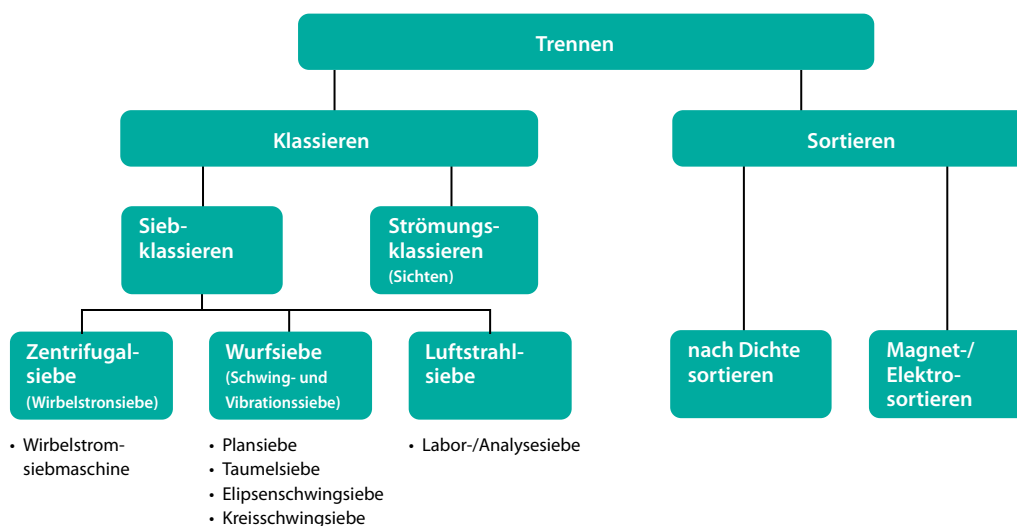 Trennen
Klassieren
Sortieren
Sieb-
klassieren
Strömungs-
klassieren
(Sichten)
Zentrifugal-
siebe
(Wirbelstronsiebe)
Wurfsiebe
(Schwing- und
Vibrationssiebe)
Luftstrahl-
siebe
nach Dichte
sortieren
Magnet-/
Elektro-
sortieren
• Wirbelstrom-
siebmaschine
• Plansiebe
• Taumelsiebe
• Elipsenschwingsiebe
• Kreisschwingsiebe
• Labor-/Analysesiebe